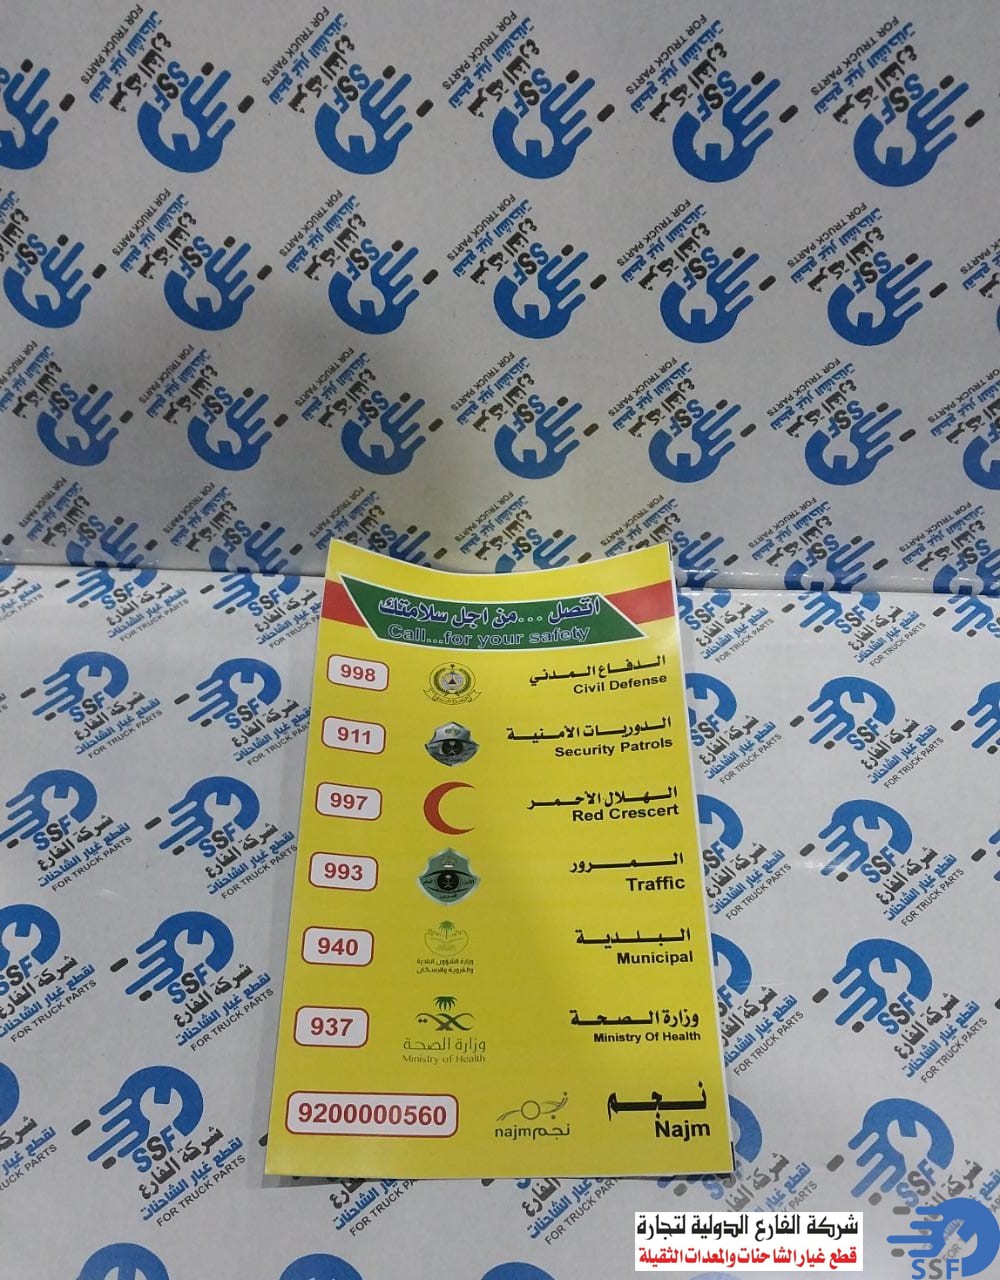 اتصل ...من اجل سلامتك
Call...for your safety
الدفاع المدني
Civil Defense
998
الدوريات الأمنية
Security Patrols
911
الهلال الأحمر
Red Crescert
997
المرور
Traffic
993
البلدية
Municipal
وزارة الشؤون البلدية
والقروية والإسكان
940
وزارة الصحة
Ministry Of Health
وزارة الصحة
Ministry of Health
937
نجم
Najm
najm نجم
9200000560
SSF
شركة الفارع
لقطع غيار الشاحنات
FOR TRUCK PARTS
شركة الفارع الدولية لتجارة
قطع غيار الشاحنات والمعدات الثقيلة
SSF